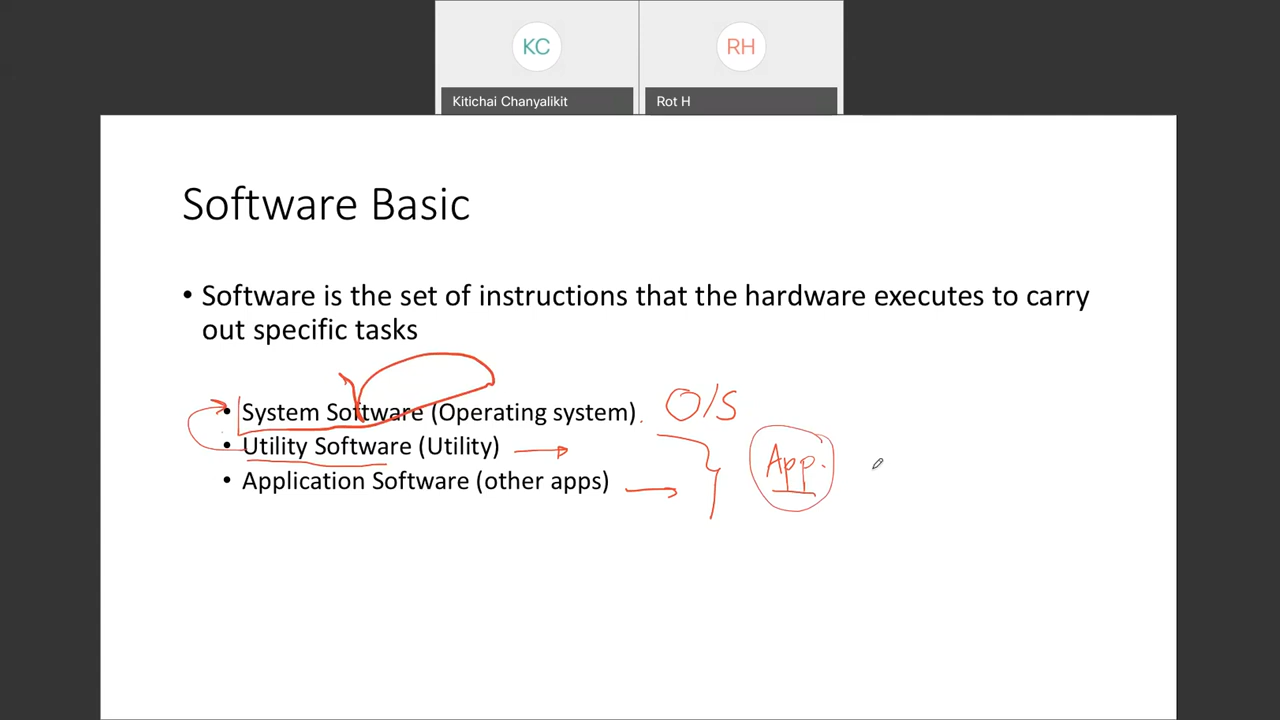 KC
RH
Kitichai Chanyalikit
Rot H
Software Basic
• Software is the set of instructions that the hardware executes to carry
out specific tasks
• System Software (Operating system). O/S
• Utility Software (Utility)
App.
• Application Software (other apps)